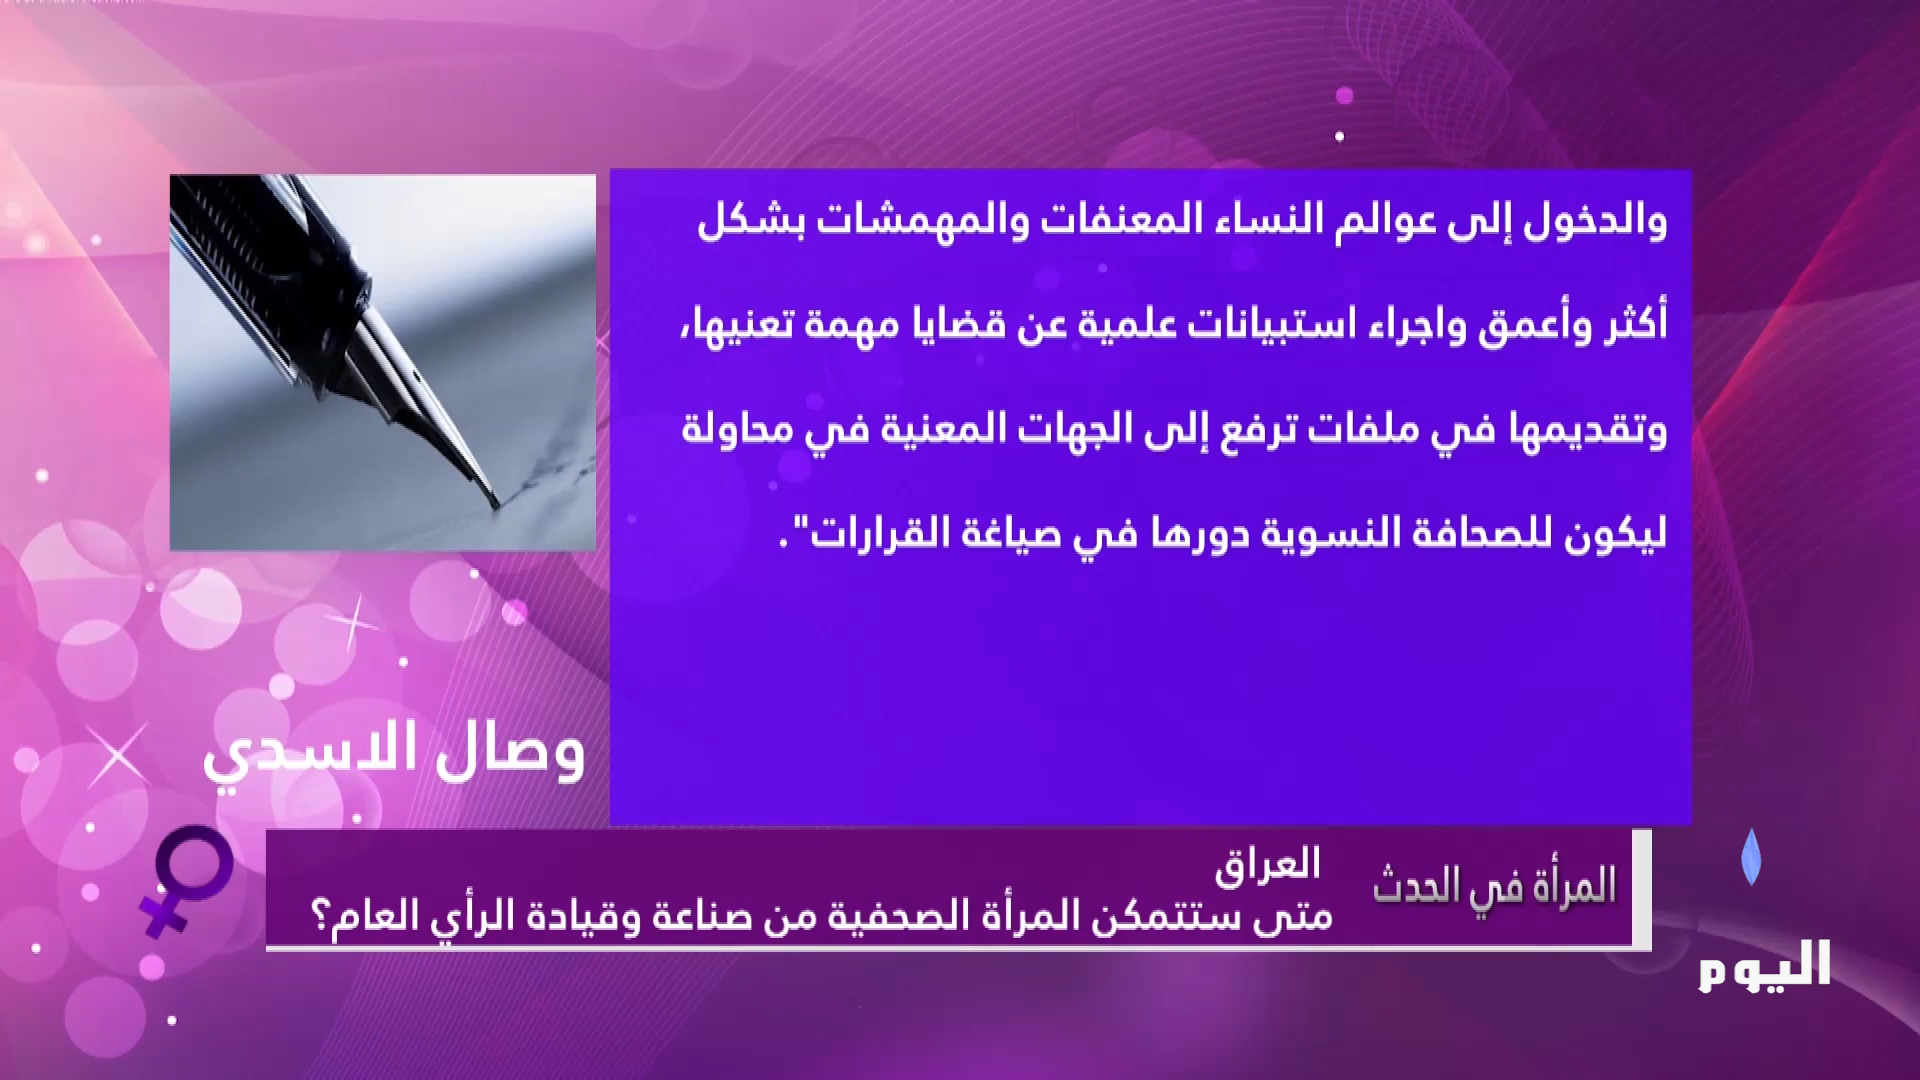 والدخول إلى عوالم النساء المعنفات والمهمشات بشكل
أكثر وأعمق واجراء استبيانات علمية عن قضايا مهمة تعنيها،
وتقديمها في ملفات ترفع إلى الجهات المعنية في محاولة
ليكون للصحافة النسوية دورها في صياغة القرارات".
وصال الاسدي
المرأة في الحدث
العراق
متى ستتمكن المرأة الصحفية من صناعة وقيادة الرأي العام؟
اليوم